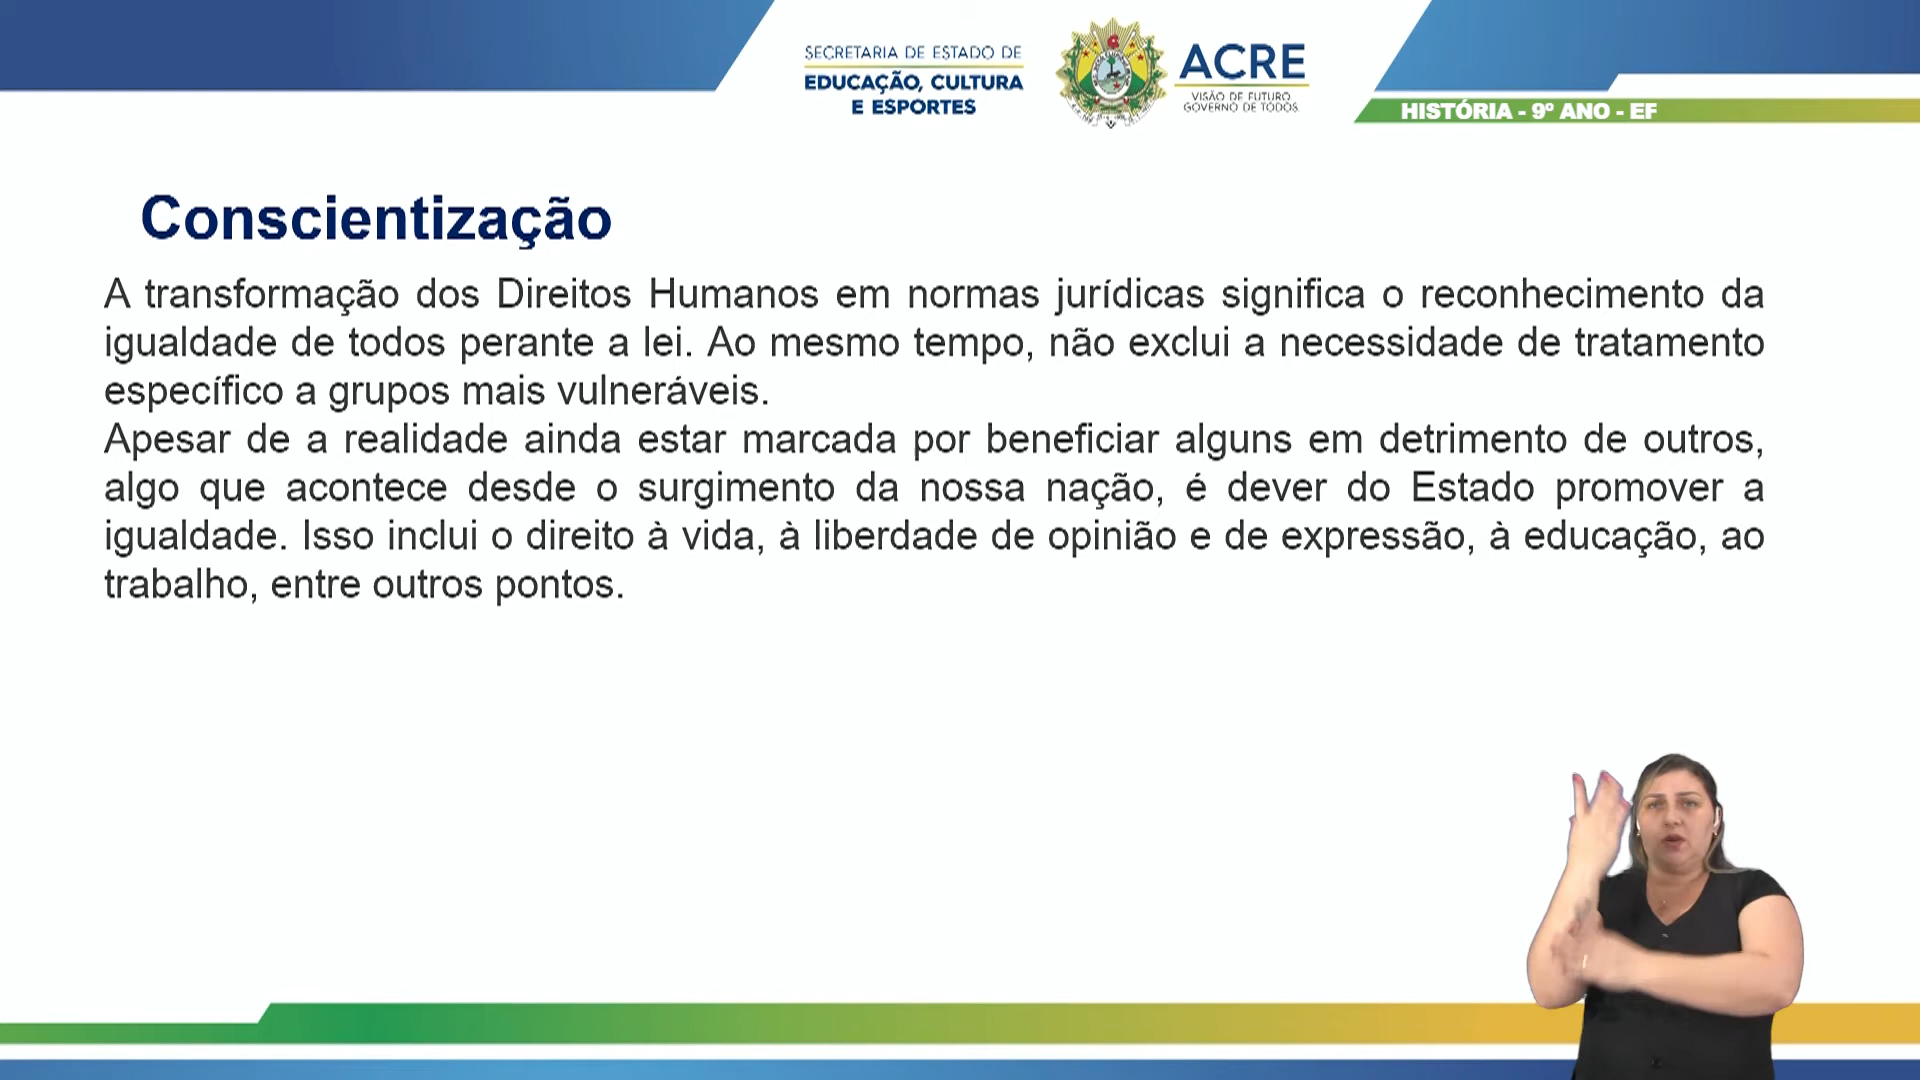 SECRETARIA DE ESTADO DE
EDUCAÇÃO, CULTURA
E ESPORTES
ACRE
VISÃO DE FUTURO
GOVERNO DE TODOS
HISTÓRIA - 9º ANO - EF
Conscientização
A transformação dos Direitos Humanos em normas jurídicas significa o reconhecimento da
igualdade de todos perante a lei. Ao mesmo tempo, não exclui a necessidade de tratamento
específico a grupos mais vulneráveis.
Apesar de a realidade ainda estar marcada por beneficiar alguns em detrimento de outros,
algo que acontece desde o surgimento da nossa nação, é dever do Estado promover a
igualdade. Isso inclui o direito à vida, à liberdade de opinião e de expressão, à educação, ao
trabalho, entre outros pontos.